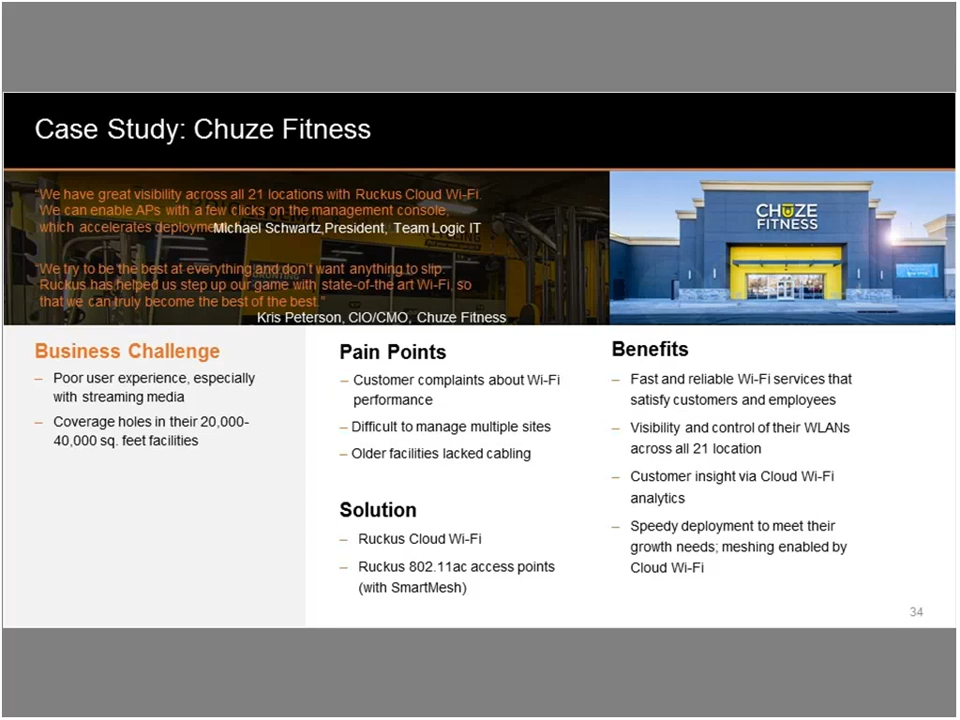 Case Study: Chuze Fitness
“We have great visibility across all 21 locations with Ruckus Cloud Wi-Fi.
We can enable APs with a few clicks on the management console,
which accelerates deployme
Michael Schwartz,President, Team Logic IT
“We try to be the best at everything and don’t want anything to slip.
Ruckus has helped us step up our game with state-of-the art Wi-Fi, so
that we can truly become the best of the best.”
Kris Peterson, CIO/CMO, Chuze Fitness
CHUZE
FITNESS
Business Challenge
– Poor user experience, especially
with streaming media
– Coverage holes in their 20,000-
40,000 sq. feet facilities
Pain Points
– Customer complaints about Wi-Fi
performance
– Difficult to manage multiple sites
– Older facilities lacked cabling
Solution
– Ruckus Cloud Wi-Fi
– Ruckus 802.11ac access points
(with SmartMesh)
Benefits
– Fast and reliable Wi-Fi services that
satisfy customers and employees
– Visibility and control of their WLANs
across all 21 location
– Customer insight via Cloud Wi-Fi
analytics
– Speedy deployment to meet their
growth needs; meshing enabled by
Cloud Wi-Fi
34